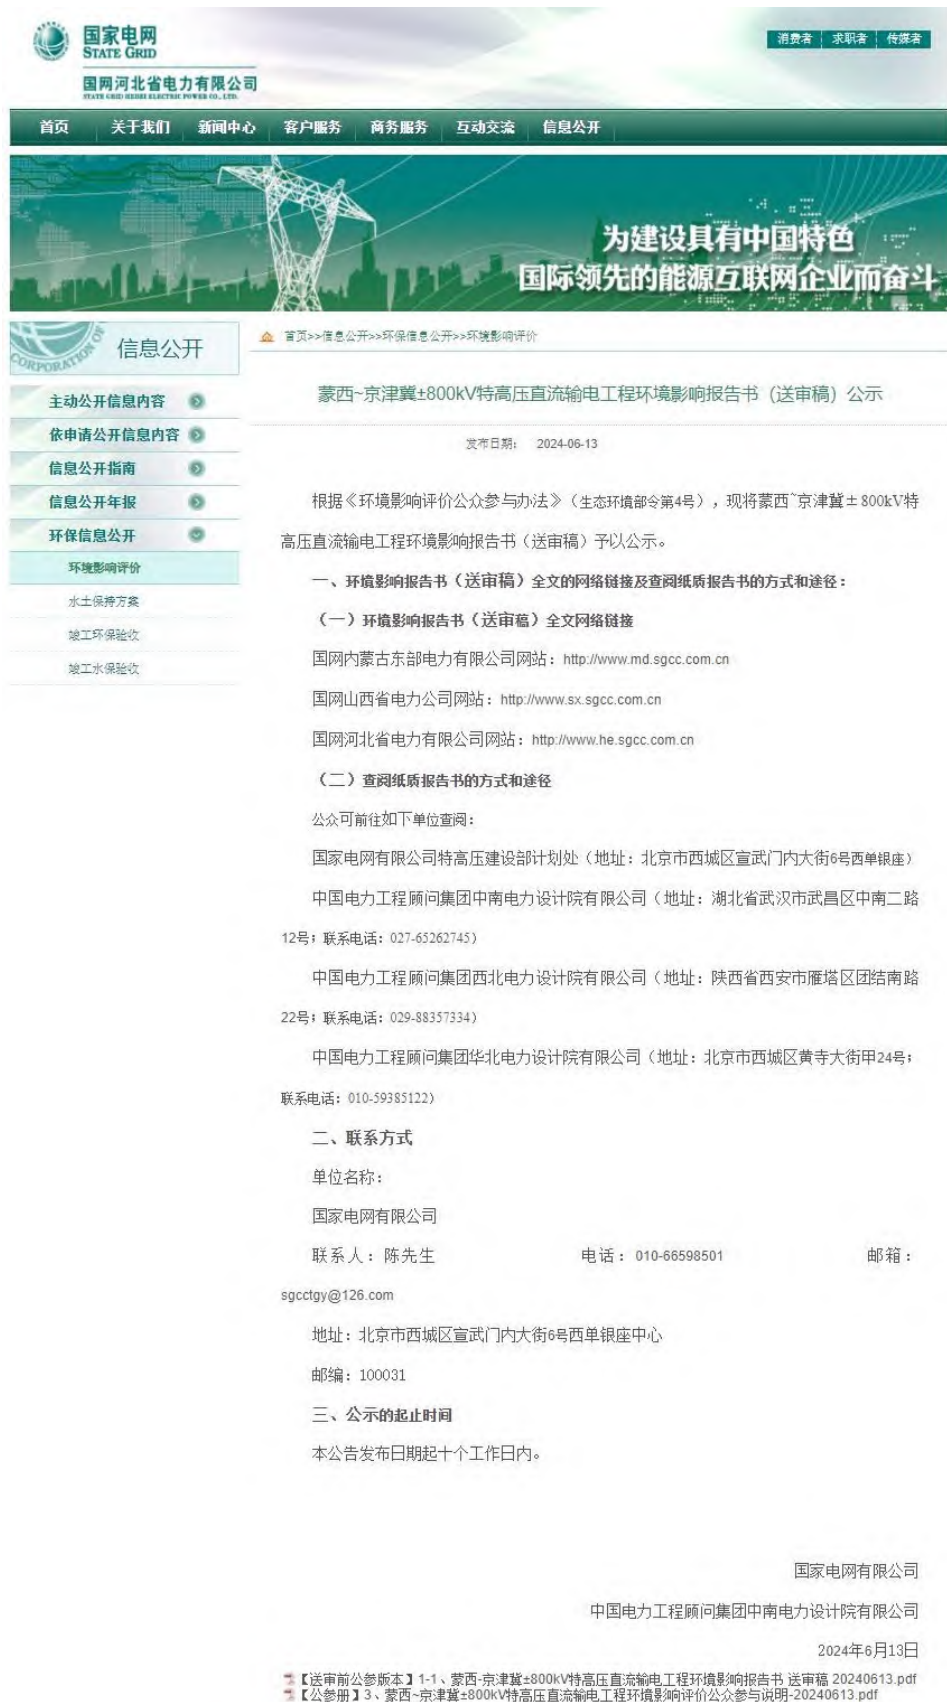 国家电网
STATE GRID
国网河北省电力有限公司
STATE GRID HEBEI ELECTRIC POWER CO., LTD.
消费者 求职者 传媒者
首页 关于我们 新闻中心 客户服务 商务服务 互动交流 信息公开
为建设具有中国特色
国际领先的能源互联网企业而奋斗
CORPORATION OF
信息公开
主动公开信息内容
依申请公开信息内容
信息公开指南
信息公开年报
环保信息公开
环境影响评价
水土保持方案
竣工环保验收
竣工水保验收
首页>>信息公开>>环保信息公开>>环境影响评价
蒙西~京津冀±800kV特高压直流输电工程环境影响报告书（送审稿）公示
发布日期： 2024-06-13
根据《环境影响评价公众参与办法》（生态环境部令第4号），现将蒙西~京津冀±800kV特
高压直流输电工程环境影响报告书（送审稿）予以公示。
一、环境影响报告书（送审稿）全文的网络链接及查阅纸质报告书的方式和途径：
（一）环境影响报告书（送审稿）全文网络链接
国网内蒙古东部电力有限公司网站：http://www.md.sgcc.com.cn
国网山西省电力公司网站：http://www.sx.sgcc.com.cn
国网河北省电力有限公司网站：http://www.he.sgcc.com.cn
（二）查阅纸质报告书的方式和途径
公众可前往如下单位查阅：
国家电网有限公司特高压建设部计划处（地址：北京市西城区宣武门内大街6号西单银座）
中国电力工程顾问集团中南电力设计院有限公司（地址：湖北省武汉市武昌区中南二路
12号；联系电话：027-65262745）
中国电力工程顾问集团西北电力设计院有限公司（地址：陕西省西安市雁塔区团结南路
22号；联系电话：029-88357334）
中国电力工程顾问集团华北电力设计院有限公司（地址：北京市西城区黄寺大街甲24号；
联系电话：010-59385122）
二、联系方式
单位名称：
国家电网有限公司
联系人：陈先生 电话：010-66598501 邮箱：
sgcctgy@126.com
地址：北京市西城区宣武门内大街6号西单银座中心
邮编：100031
三、公示的起止时间
本公告发布日期起十个工作日内。
国家电网有限公司
中国电力工程顾问集团中南电力设计院有限公司
2024年6月13日
【送审前公参版本】1-1、蒙西-京津冀±800kV特高压直流输电工程环境影响报告书 送审稿 20240613.pdf
【公参册】3、蒙西~京津冀±800kV特高压直流输电工程环境影响评价公众参与说明-20240613.pdf